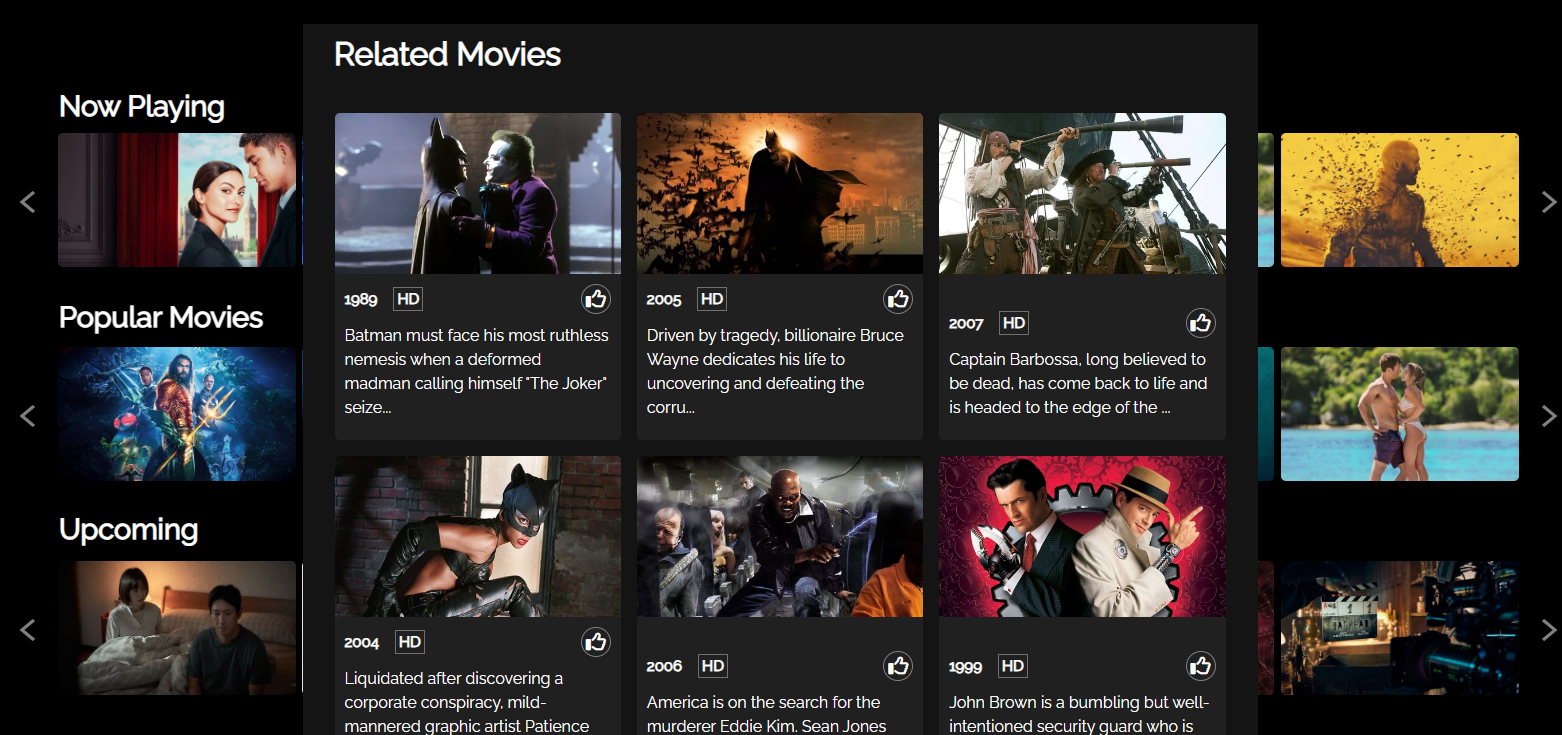 Related Movies
Now Playing
Popular Movies
Upcoming
1989 HD
Batman must face his most ruthless
nemesis when a deformed
madman calling himself "The Joker"
seize...
2005 HD
Driven by tragedy, billionaire Bruce
Wayne dedicates his life to
uncovering and defeating the
corru...
2007 HD
Captain Barbossa, long believed to
be dead, has come back to life and
is headed to the edge of the ...
2004 HD
Liquidated after discovering a
corporate conspiracy, mild-
mannered graphic artist Patience
2006 HD
America is on the search for the
murderer Eddie Kim. Sean Jones
1999 HD
John Brown is a bumbling but well-
intentioned security guard who is